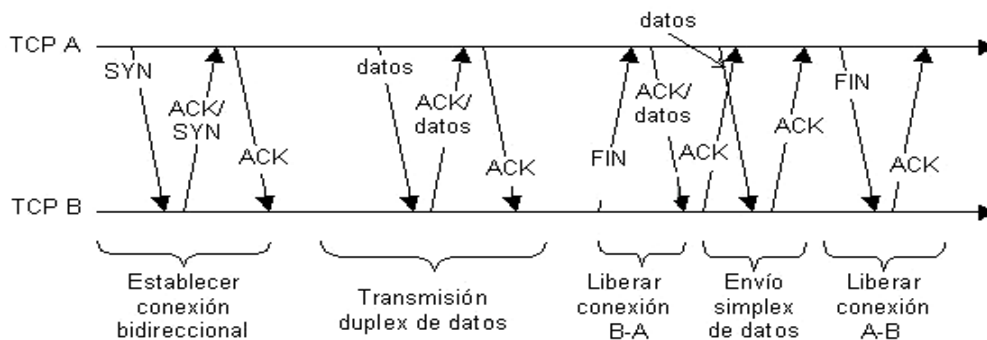 datos
TCP A
SYN
ACK/
SYN
ACK
datos
ACK/
datos
ACK
FIN
ACK/
datos
ACK
ACK
FIN
ACK
TCP B
Establecer
conexión
bidireccional
Transmisión
duplex de datos
Liberar
conexión
B-A
Envío
simplex
de datos
Liberar
conexión
A-B